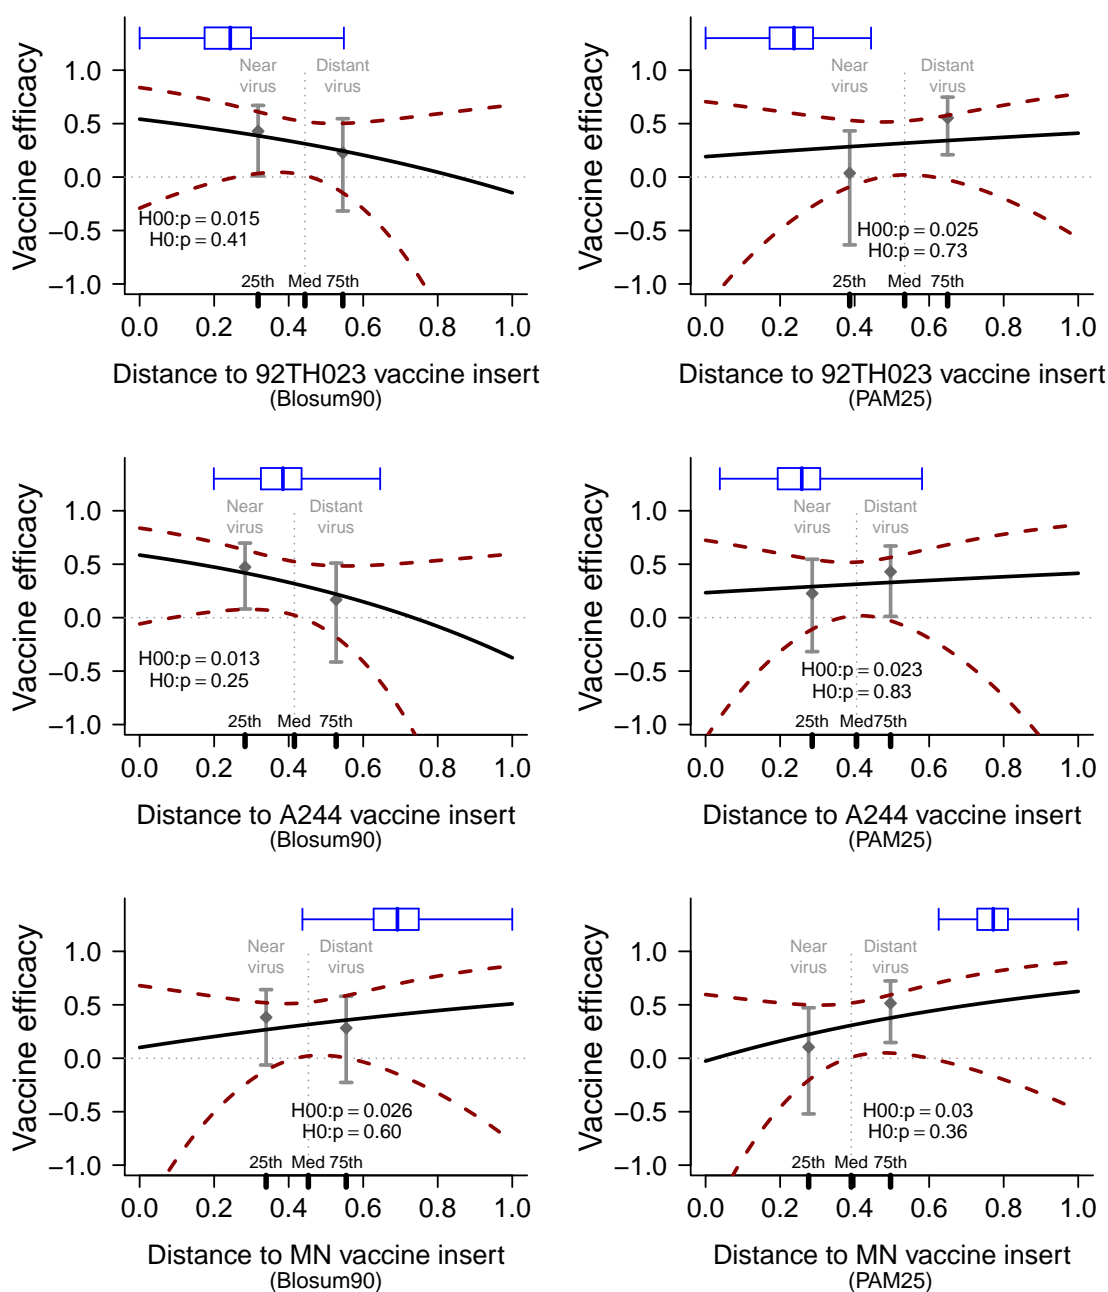 Vaccine efficacy
1.0
0.5
0.0
−0.5
−1.0
Near virus
Distant virus
H00:p = 0.015
H0:p = 0.41
25th Med 75th
0.0 0.2 0.4 0.6 0.8 1.0
Distance to 92TH023 vaccine insert
(Blosum90)
Vaccine efficacy
1.0
0.5
0.0
−0.5
−1.0
Near virus
Distant virus
H00:p = 0.025
H0:p = 0.73
25th Med 75th
0.0 0.2 0.4 0.6 0.8 1.0
Distance to 92TH023 vaccine insert
(PAM25)
Vaccine efficacy
1.0
0.5
0.0
−0.5
−1.0
Near virus
Distant virus
H00:p = 0.013
H0:p = 0.25
25th Med 75th
0.0 0.2 0.4 0.6 0.8 1.0
Distance to A244 vaccine insert
(Blosum90)
Vaccine efficacy
1.0
0.5
0.0
−0.5
−1.0
Near virus
Distant virus
H00:p = 0.023
H0:p = 0.83
25th Med 75th
0.0 0.2 0.4 0.6 0.8 1.0
Distance to A244 vaccine insert
(PAM25)
Vaccine efficacy
1.0
0.5
0.0
−0.5
−1.0
Near virus
Distant virus
H00:p = 0.026
H0:p = 0.60
25th Med 75th
0.0 0.2 0.4 0.6 0.8 1.0
Distance to MN vaccine insert
(Blosum90)
Vaccine efficacy
1.0
0.5
0.0
−0.5
−1.0
Near virus
Distant virus
H00:p = 0.03
H0:p = 0.36
25th Med 75th
0.0 0.2 0.4 0.6 0.8 1.0
Distance to MN vaccine insert
(PAM25)